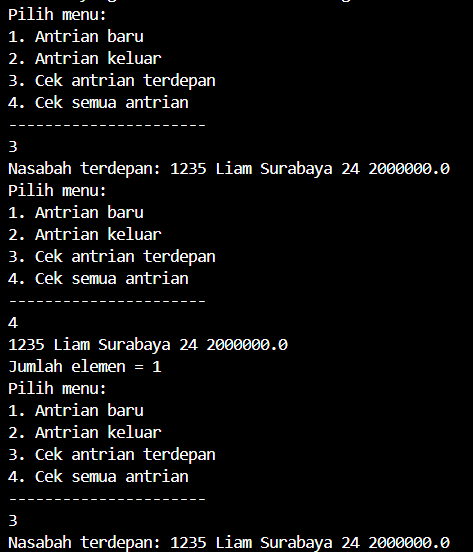 Pilih menu:
1. Antrian baru
2. Antrian keluar
3. Cek antrian terdepan
4. Cek semua antrian
----------------------
3
Nasabah terdepan: 1235 Liam Surabaya 24 2000000.0
Pilih menu:
1. Antrian baru
2. Antrian keluar
3. Cek antrian terdepan
4. Cek semua antrian
----------------------
4
1235 Liam Surabaya 24 2000000.0
Jumlah elemen = 1
Pilih menu:
1. Antrian baru
2. Antrian keluar
3. Cek antrian terdepan
4. Cek semua antrian
----------------------
3
Nasabah terdepan: 1235 Liam Surabaya 24 2000000.0